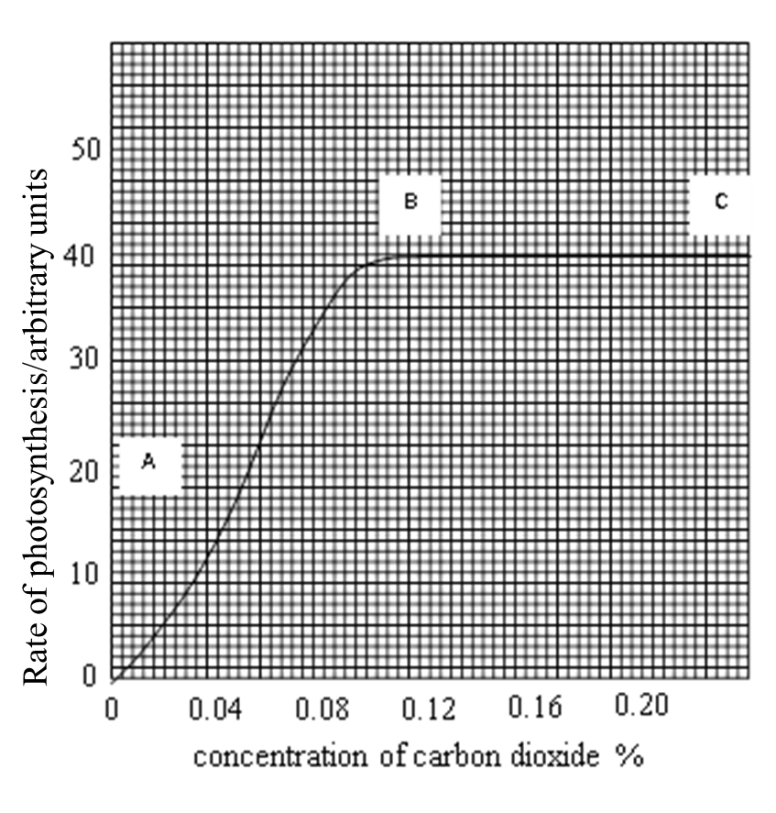 Rate of photosynthesis/arbitrary units
50
B
C
40
30
A
20
10
0
0 0.04 0.08 0.12 0.16 0.20
concentration of carbon dioxide %